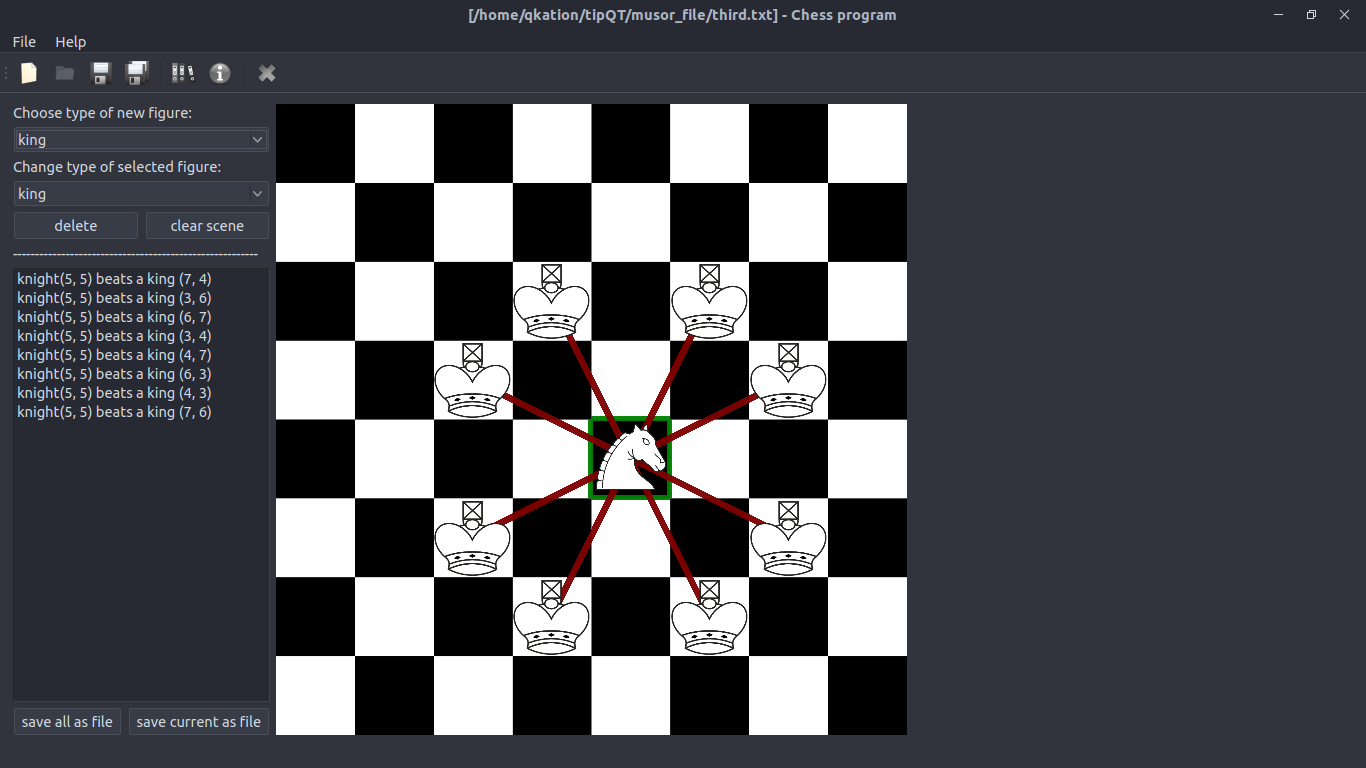 [/home/qkation/tipQT/musor_file/third.txt] - Chess program
File Help
Choose type of new figure:
king
Change type of selected figure:
king
delete clear scene
--------------------------------------------------------
knight(5, 5) beats a king (7, 4)
knight(5, 5) beats a king (3, 6)
knight(5, 5) beats a king (6, 7)
knight(5, 5) beats a king (3, 4)
knight(5, 5) beats a king (4, 7)
knight(5, 5) beats a king (6, 3)
knight(5, 5) beats a king (4, 3)
knight(5, 5) beats a king (7, 6)
save all as file save current as file